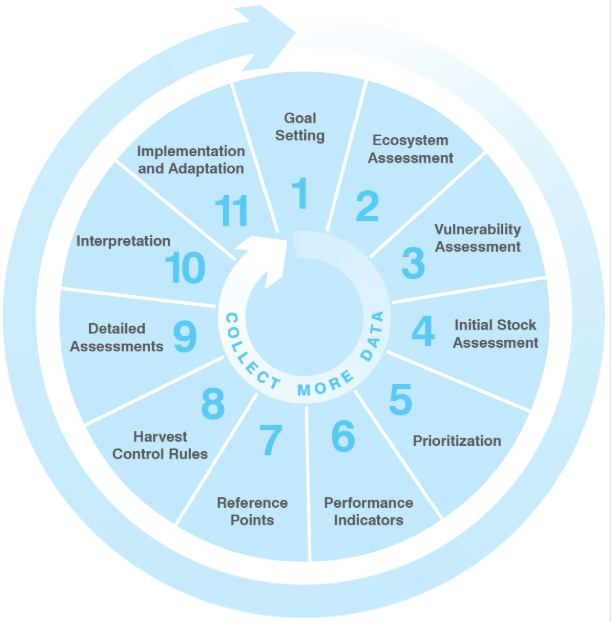 Goal
Setting
1
Ecosystem
Assessment
2
Vulnerability
Assessment
3
Initial Stock
Assessment
4
Prioritization
5
Performance
Indicators
6
Reference
Points
7
Harvest
Control Rules
8
Detailed
Assessments
9
Interpretation
10
Implementation
and Adaptation
11
COLLECT MORE DATA